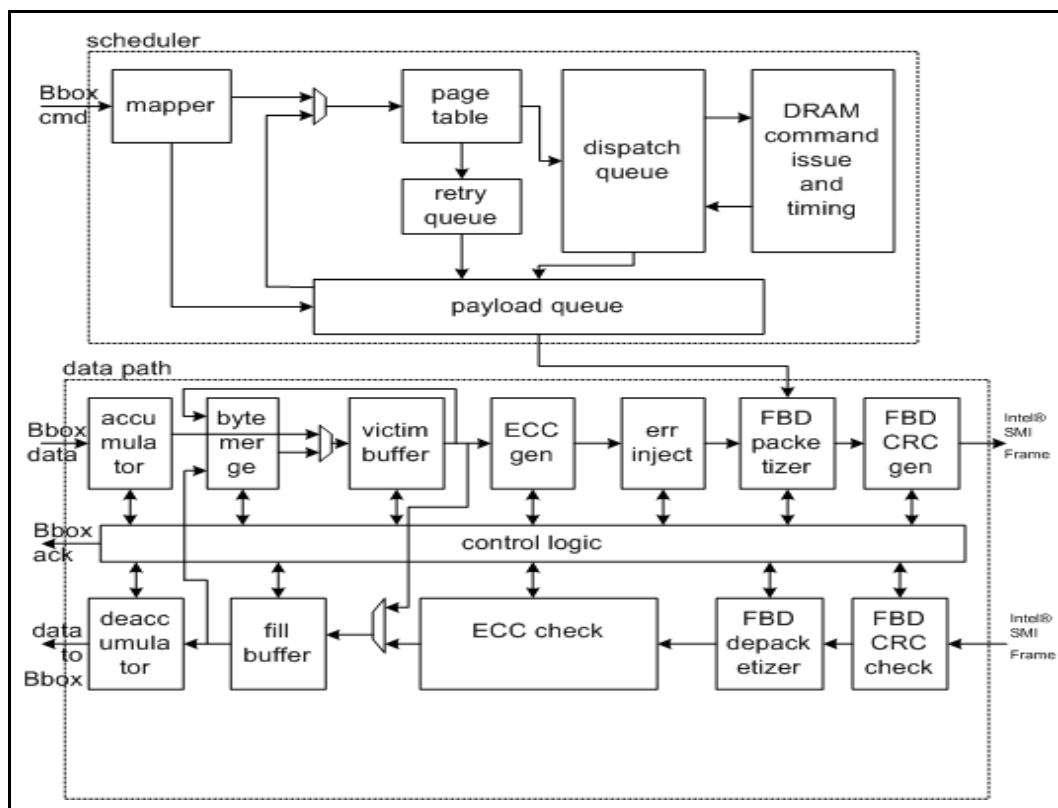 scheduler
Bbox
cmd
mapper
page
table
dispatch
queue
DRAM
command
issue
and
timing
retry
queue
payload queue
data path
Bbox
data
accu
mula
tor
byte
mer
ge
victim
buffer
ECC
gen
err
inject
FBD
packe
tizer
FBD
CRC
gen
Intel®
SMI
Frame
Bbox
ack
control logic
data
to
Bbox
deacc
umula
tor
fill
buffer
ECC check
FBD
depack
etizer
FBD
CRC
check
Intel®
SMI
Frame